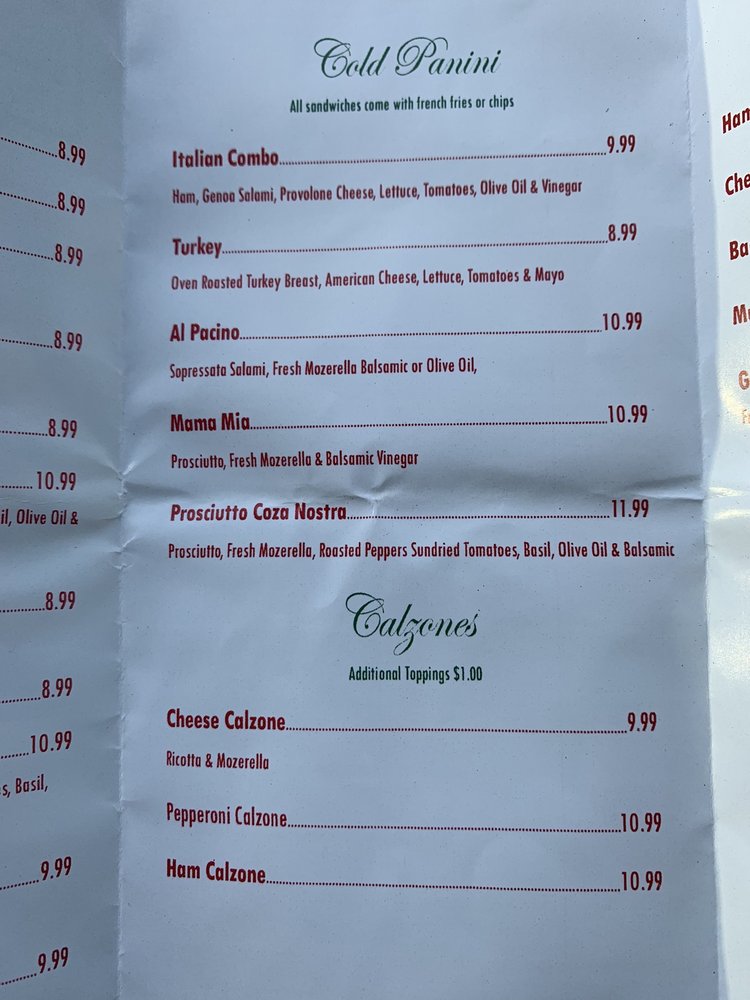 8.99
8.99
8.99
8.99
8.99
10.99
il, Olive Oil &
8.99
8.99
10.99
s, Basil,
9.99
9.99
Cold Panini
All sandwiches come with french fries or chips
Italian Combo 9.99
Ham, Genoa Salami, Provolone Cheese, Lettuce, Tomatoes, Olive Oil & Vinegar
Turkey 8.99
Oven Roasted Turkey Breast, American Cheese, Lettuce, Tomatoes & Mayo
Al Pacino 10.99
Sopressata Salami, Fresh Mozerella Balsamic or Olive Oil,
Mama Mia 10.99
Prosciutto, Fresh Mozerella & Balsamic Vinegar
Prosciutto Coza Nostra 11.99
Prosciutto, Fresh Mozerella, Roasted Peppers Sundried Tomatoes, Basil, Olive Oil & Balsamic
Calzones
Additional Toppings $1.00
Cheese Calzone 9.99
Ricotta & Mozerella
Pepperoni Calzone 10.99
Ham Calzone 10.99
Ham
Che
Ba